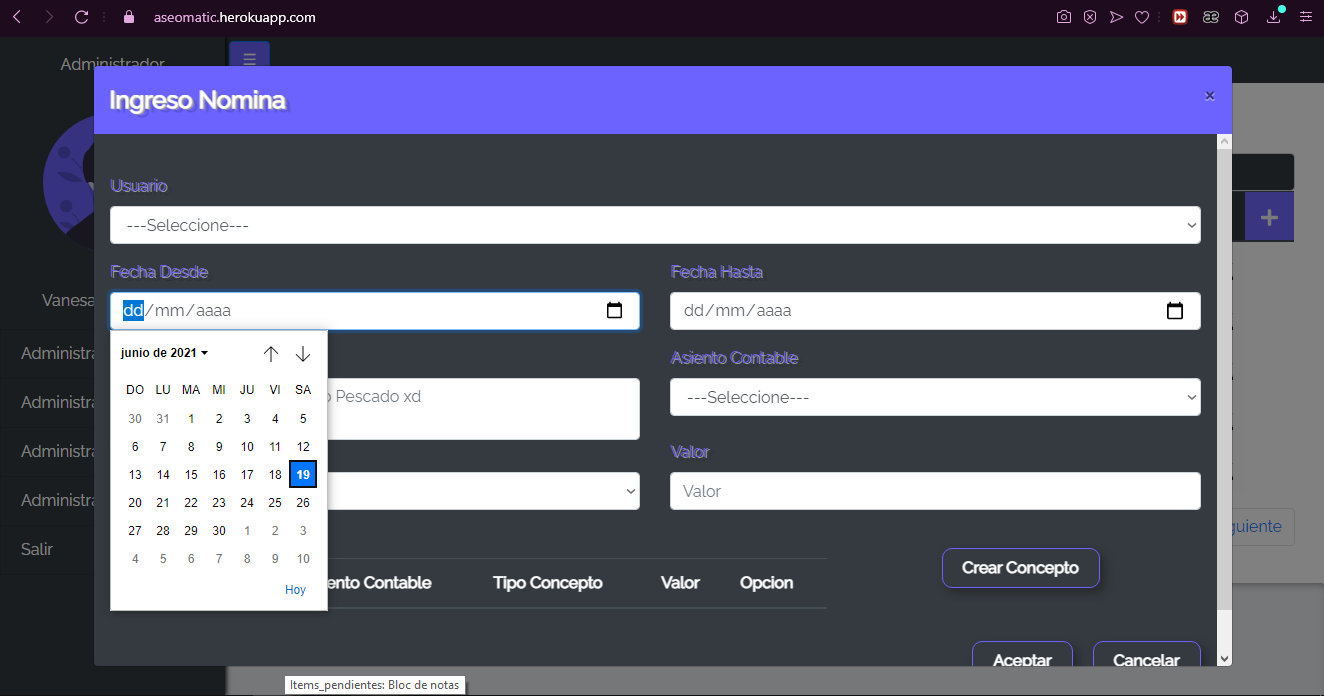 aseomatic.herokuapp.com
Administrador
Ingreso Nomina
×
Usuario
---Seleccione---
Fecha Desde
Fecha Hasta
dd/mm/aaaa
dd/mm/aaaa
Vanesa
junio de 2021
DO LU MA MI JU VI SA
30 31 1 2 3 4 5
6 7 8 9 10 11 12
13 14 15 16 17 18 19
20 21 22 23 24 25 26
27 28 29 30 1 2 3
4 5 6 7 8 9 10
Hoy
Asiento Contable
Pescado xd
---Seleccione---
Valor
Valor
Administra
Administra
Administra
Administra
Salir
guiente
ento Contable Tipo Concepto Valor Opcion
Crear Concepto
Aceptar
Cancelar
Items_pendientes: Bloc de notas